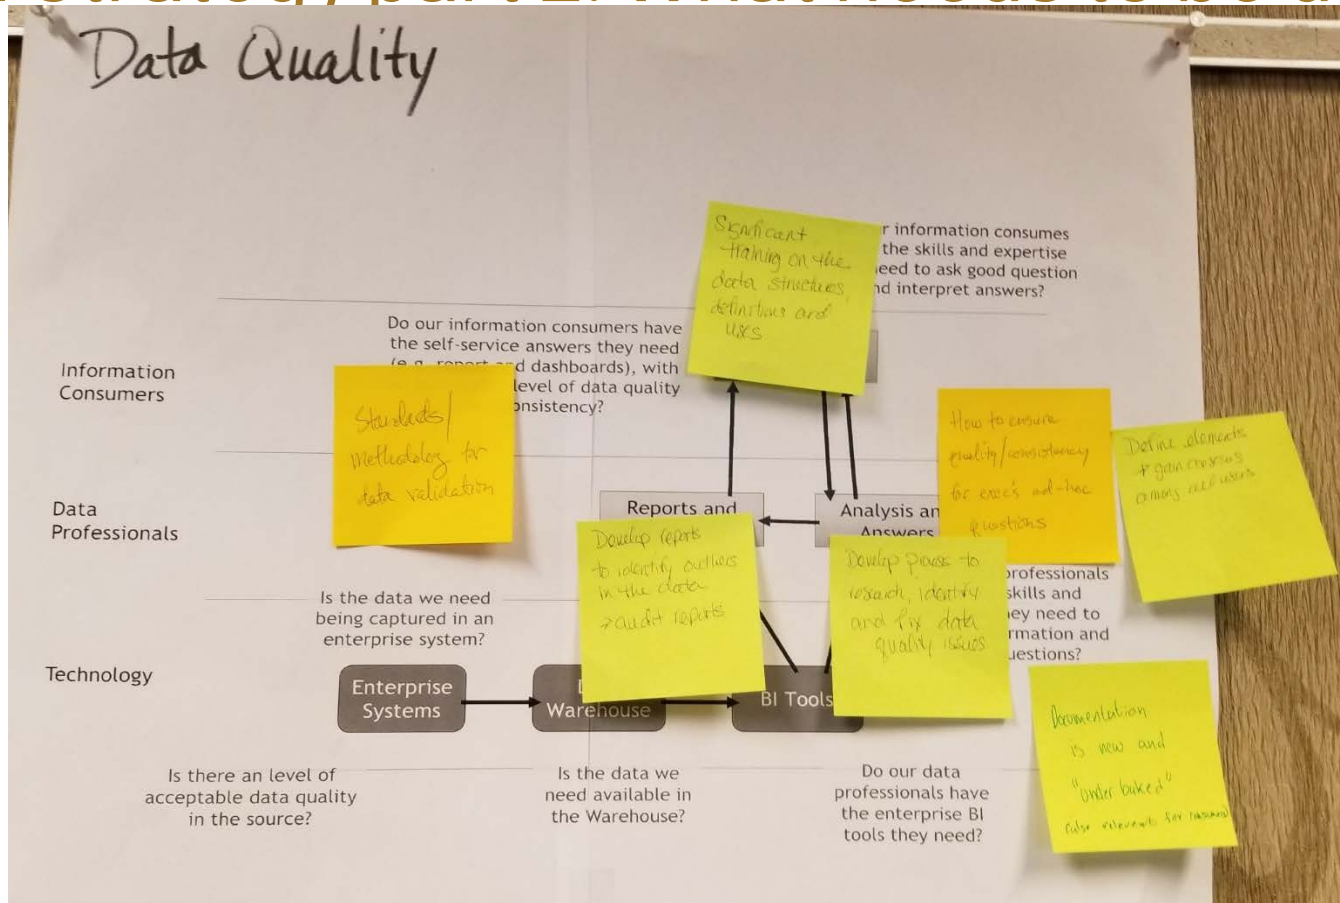 Data Quality
Significant
training on the
data structures,
definitions and
uses
r information consumes
the skills and expertise
eed to ask good question
nd interpret answers?
Do our information consumers have
the self-service answers they need
(e.g. report and dashboards), with
level of data quality
onsistency?
Information
Consumers
Standards/
methodolog for
data validation
How to ensure
quality/consistency
for exec's ad-hoc
questions
Define elements
+ gain consensus
among all users
Data
Professionals
Reports and
Analysis an
Answers
Develop reports
to identify outliers
in the data
→ audit reports
Develop process to
research, identify
and fix data
quality issues
professionals
skills and
ey need to
rmation and
uestions?
Is the data we need
being captured in an
enterprise system?
Technology
Enterprise
Systems
Warehouse
BI Tools
Documentation
is new and
"under baked"
(also relevant for
Is there an level of
acceptable data quality
in the source?
Is the data we
need available in
the Warehouse?
Do our data
professionals have
the enterprise BI
tools they need?